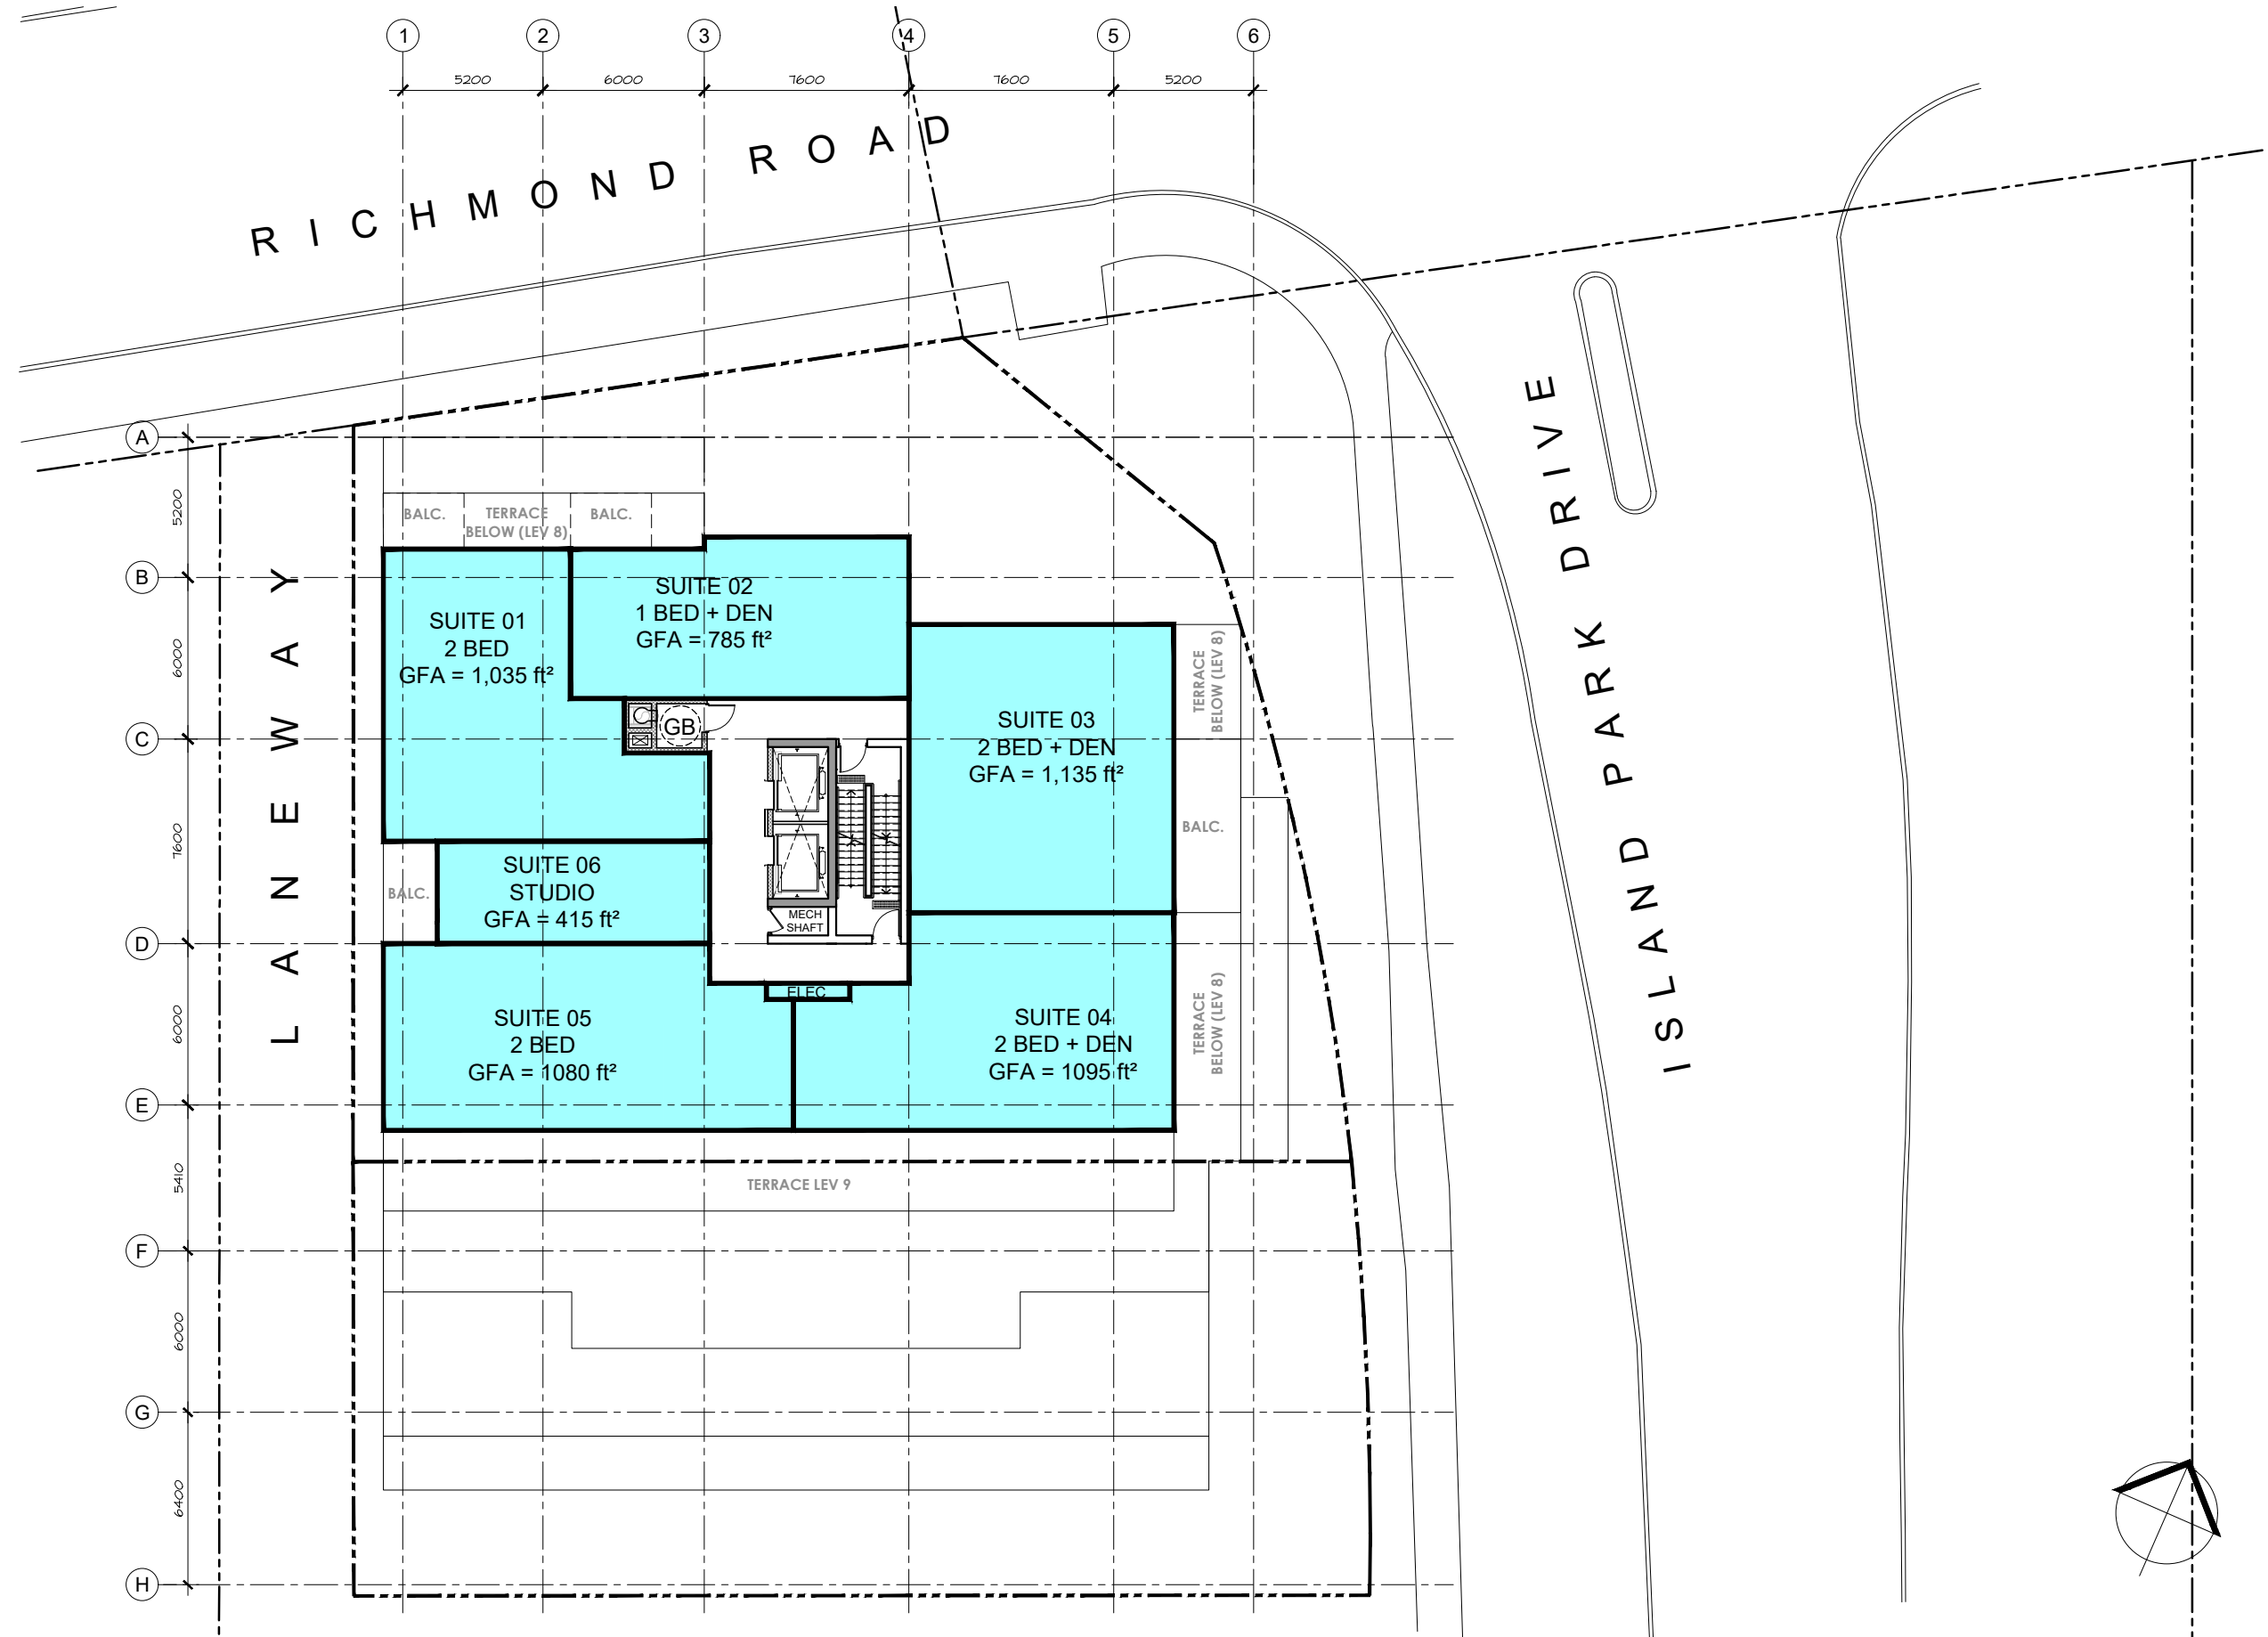 1
2
3
4
5
6
5200
6000
7600
7600
5200
RICHMOND ROAD
ISLAND PARK DRIVE
LANEWAY
A
B
C
D
E
F
G
H
5200
6000
7600
6000
5410
6000
6400
BALC.
TERRACE
BELOW (LEV 8)
BALC.
SUITE 01
2 BED
GFA = 1,035 ft²
SUITE 02
1 BED + DEN
GFA = 785 ft²
GB
SUITE 03
2 BED + DEN
GFA = 1,135 ft²
TERRACE
BELOW (LEV 8)
BALC.
SUITE 06
STUDIO
GFA = 415 ft²
BALC.
MECH
SHAFT
ELEC
SUITE 05
2 BED
GFA = 1080 ft²
SUITE 04
2 BED + DEN
GFA = 1095 ft²
TERRACE
BELOW (LEV 8)
TERRACE LEV 9